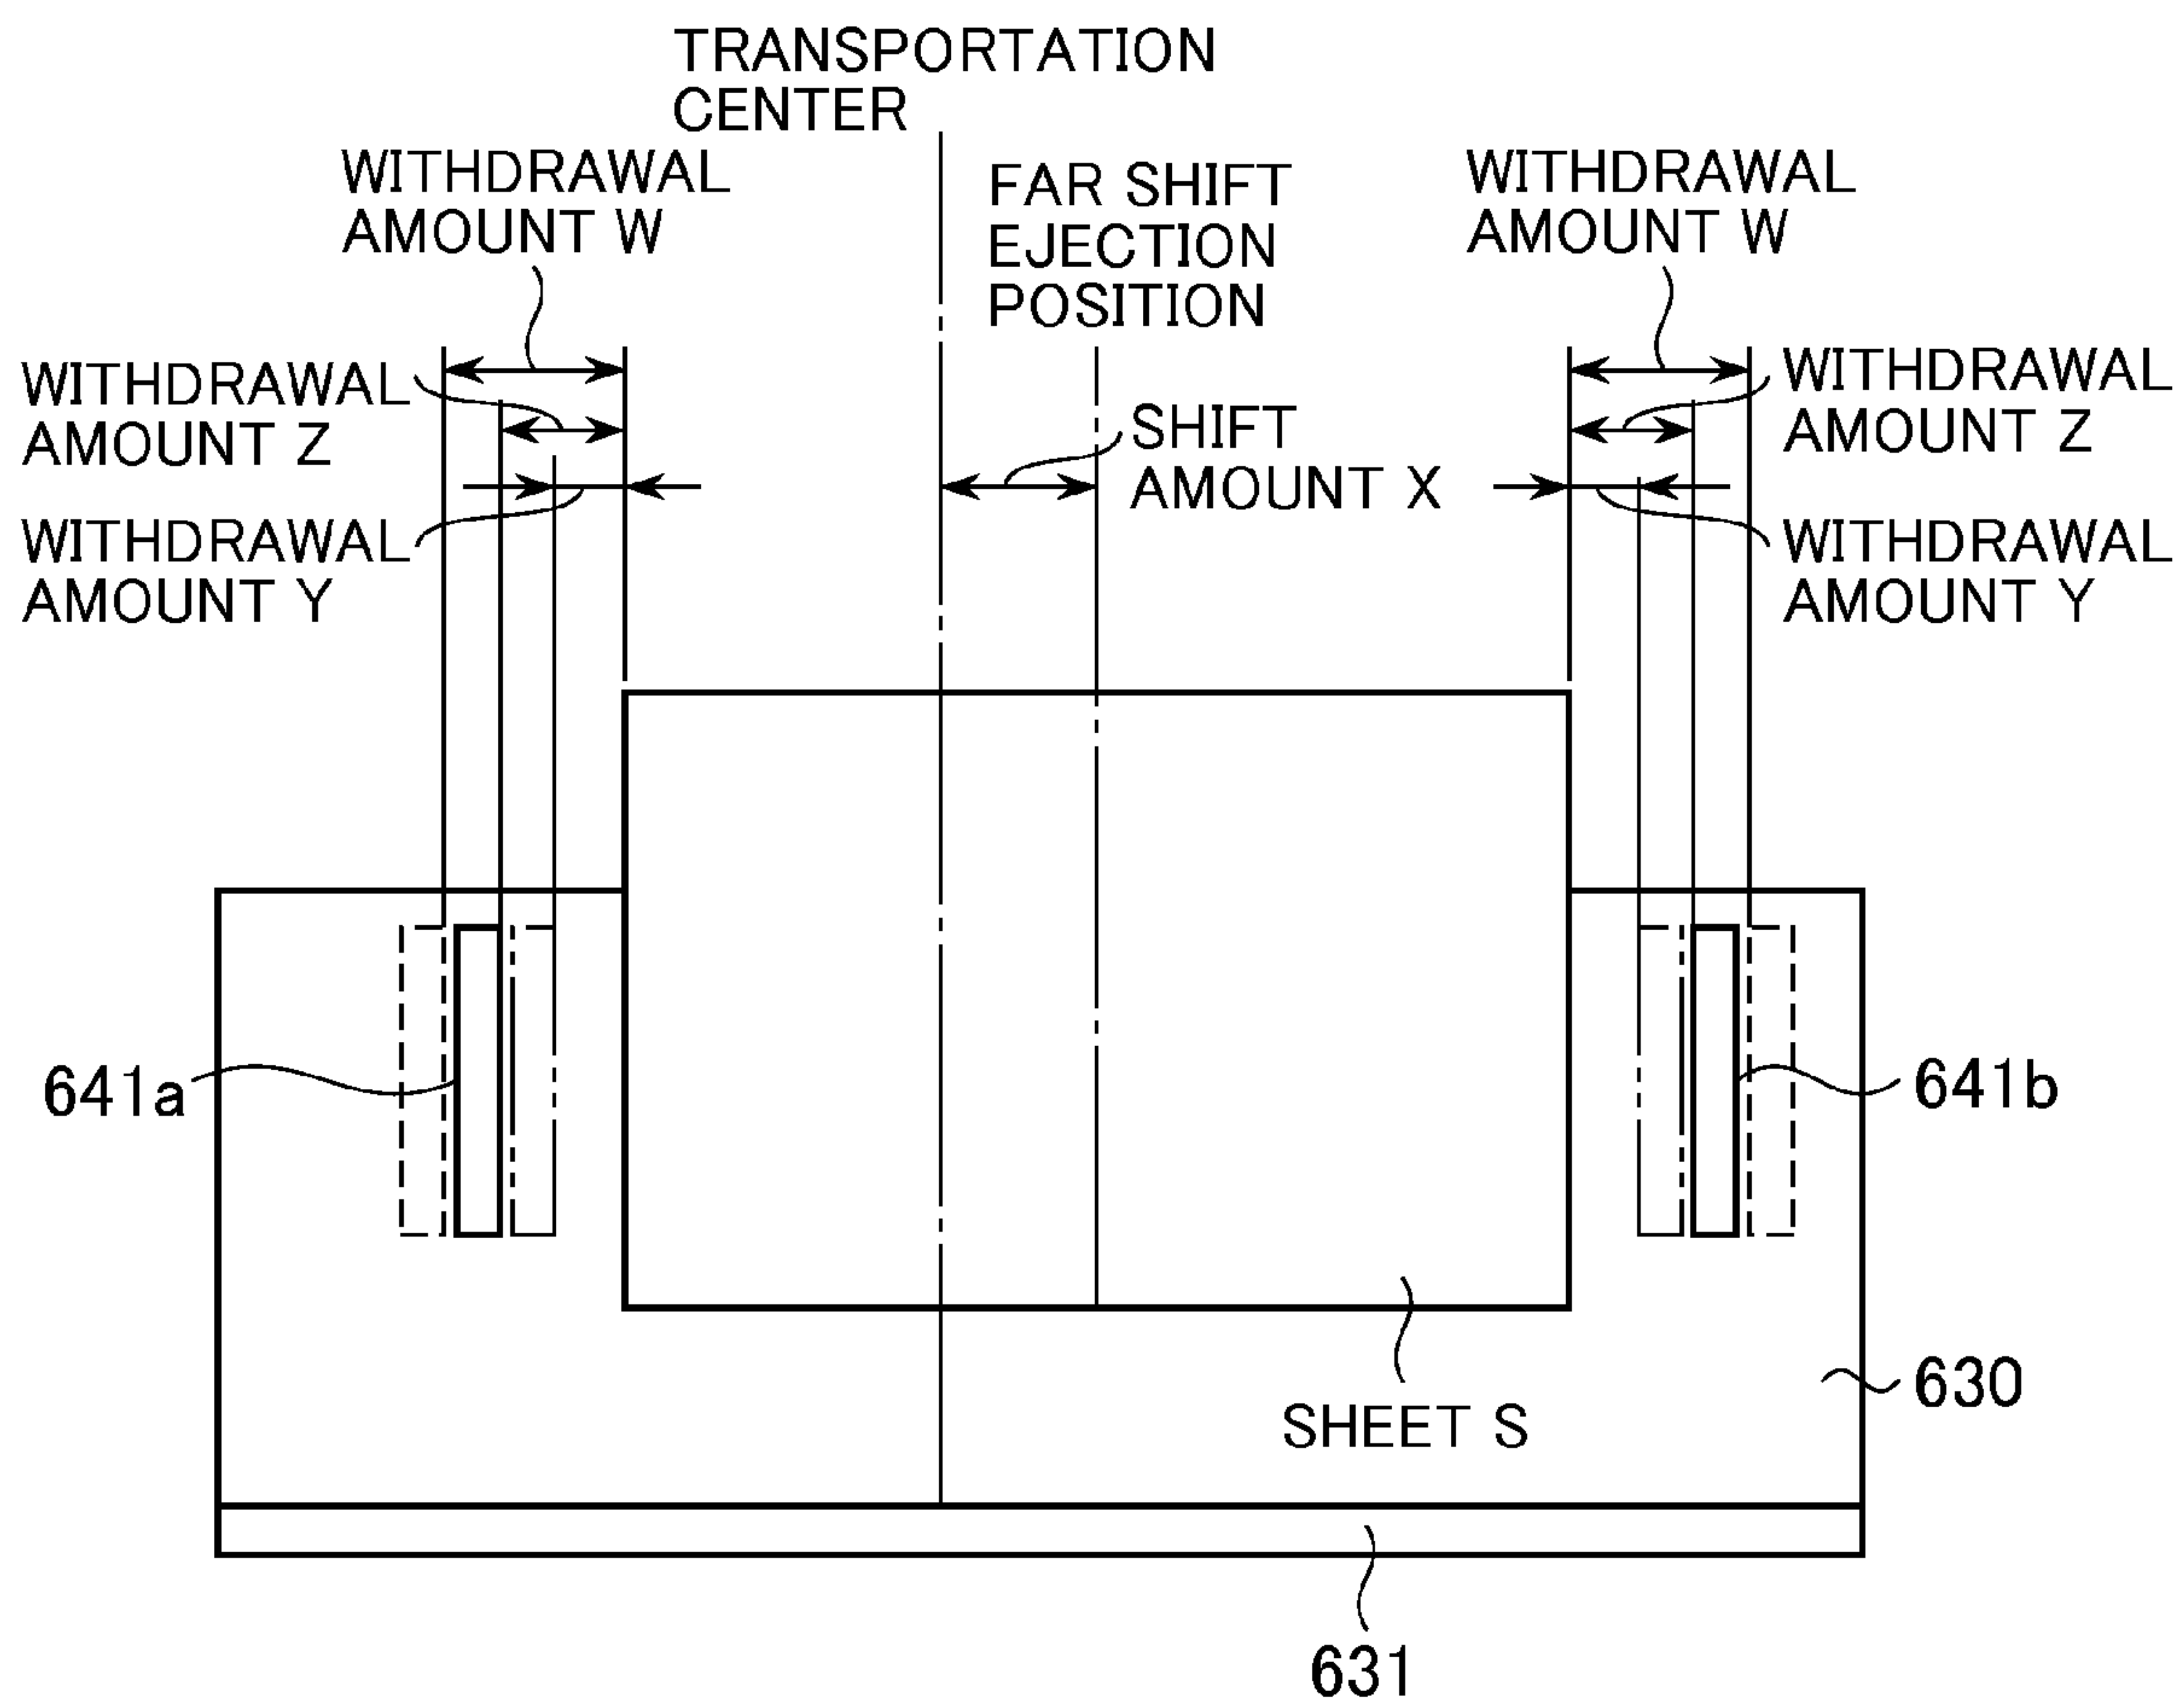 TRANSPORTATION
CENTER
WITHDRAWAL
AMOUNT W
FAR SHIFT
EJECTION
POSITION
WITHDRAWAL
AMOUNT W
WITHDRAWAL
AMOUNT Z
SHIFT
AMOUNT X
WITHDRAWAL
AMOUNT Z
WITHDRAWAL
AMOUNT Y
WITHDRAWAL
AMOUNT Y
641a
641b
630
SHEET S
631